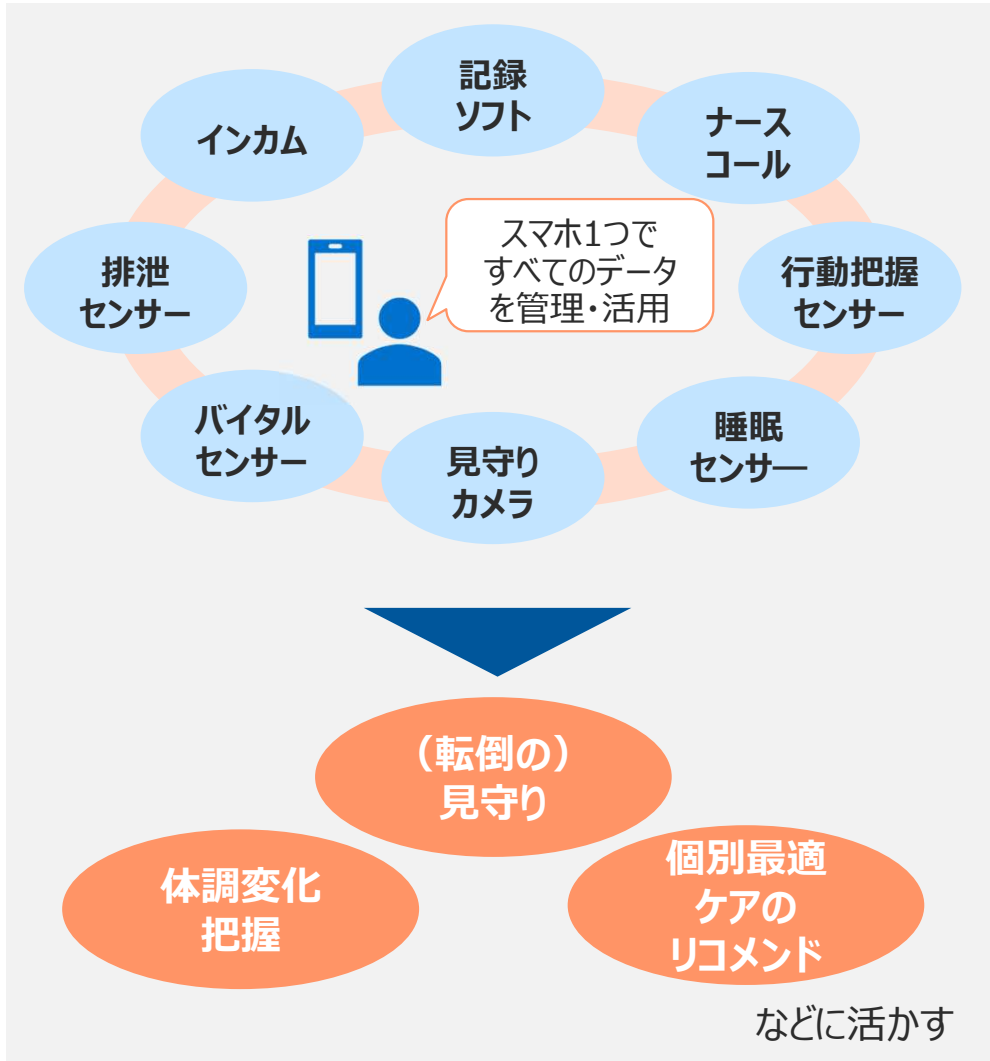 記録
ソフト
インカム
ナース
コール
スマホ1つで
すべてのデータ
を管理・活用
排泄
センサー
行動把握
センサー
バイタル
センサー
睡眠
センサ―
見守り
カメラ
（転倒の）
見守り
体調変化
把握
個別最適
ケアの
リコメンド
などに活かす